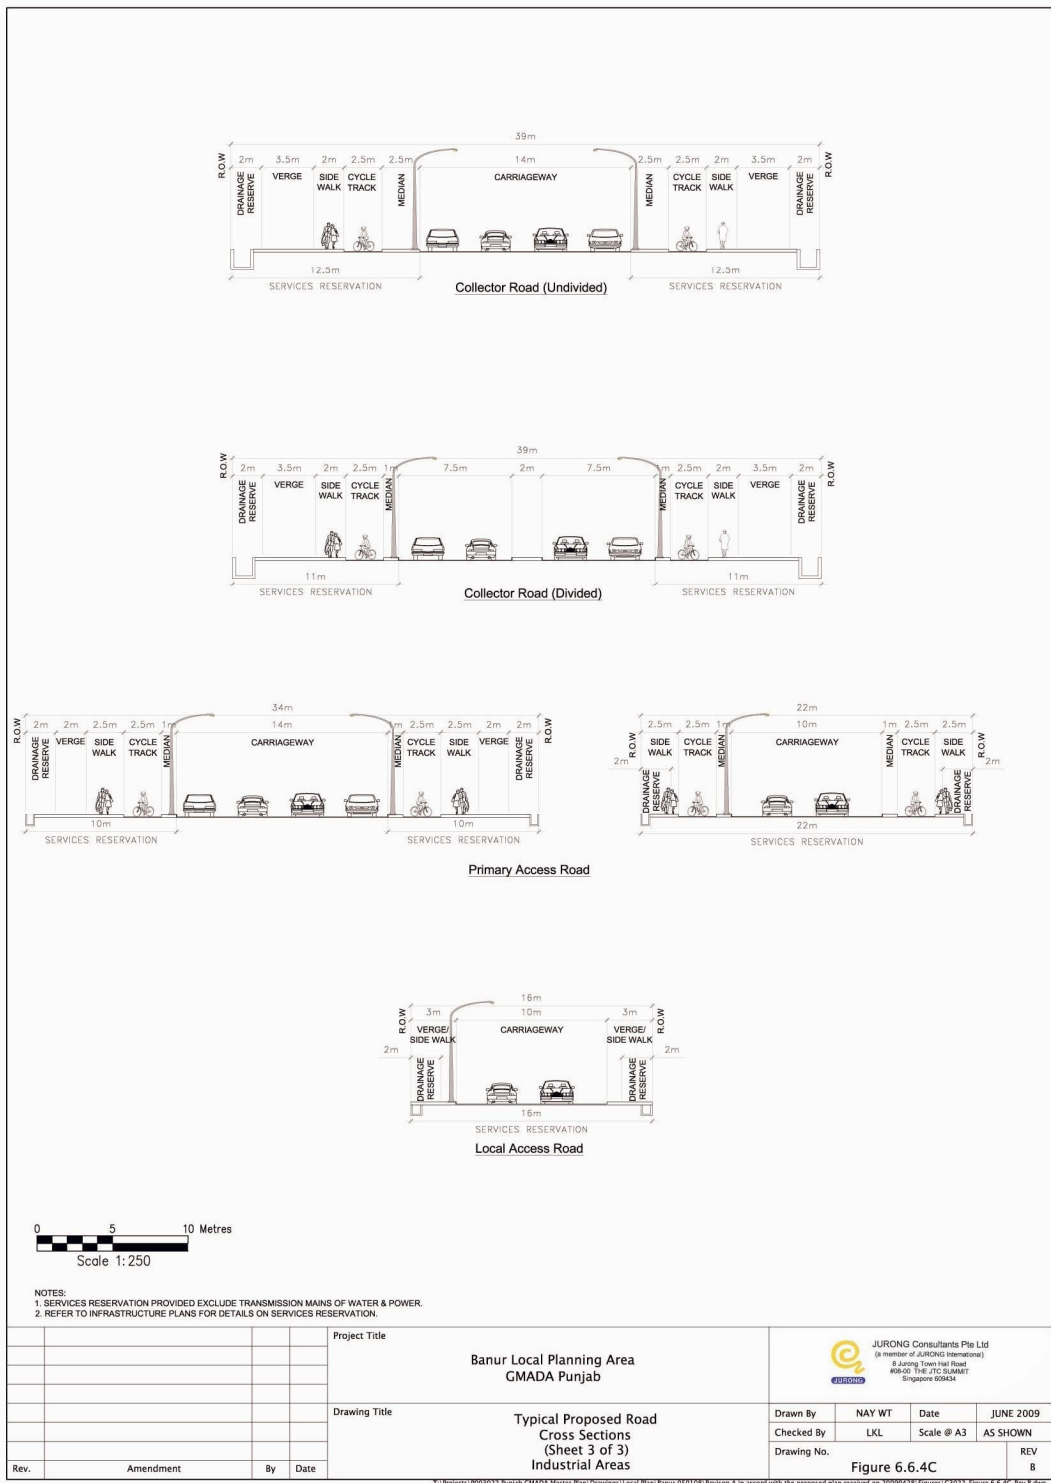 39m
R.O.W
2m 3.5m 2m 2.5m 2.5m 14m 2.5m 2.5m 2m 3.5m 2m
R.O.W
DRAINAGE RESERVE
VERGE
SIDE WALK
CYCLE TRACK
MEDIAN
CARRIAGEWAY
MEDIAN
CYCLE TRACK
SIDE WALK
VERGE
DRAINAGE RESERVE
12.5m 12.5m
SERVICES RESERVATION
Collector Road (Undivided)
SERVICES RESERVATION
39m
R.O.W
2m 3.5m 2m 2.5m 1m 7.5m 2m 7.5m 1m 2.5m 2m 3.5m 2m
R.O.W
DRAINAGE RESERVE
VERGE
SIDE WALK
CYCLE TRACK
MEDIAN
MEDIAN
CYCLE TRACK
SIDE WALK
VERGE
DRAINAGE RESERVE
11m 11m
SERVICES RESERVATION
Collector Road (Divided)
SERVICES RESERVATION
34m
R.O.W
2m 2m 2.5m 2.5m 1m 14m 1m 2.5m 2.5m 2m 2m
R.O.W
DRAINAGE RESERVE
VERGE
SIDE WALK
CYCLE TRACK
MEDIAN
CARRIAGEWAY
MEDIAN
CYCLE TRACK
SIDE WALK
VERGE
DRAINAGE RESERVE
10m 10m
SERVICES RESERVATION
SERVICES RESERVATION
22m
2.5m 2.5m 1m 10m 1m 2.5m 2.5m
R.O.W
SIDE WALK
CYCLE TRACK
MEDIAN
CARRIAGEWAY
MEDIAN
CYCLE TRACK
SIDE WALK
R.O.W
2m 2m
DRAINAGE RESERVE
DRAINAGE RESERVE
22m
SERVICES RESERVATION
Primary Access Road
16m
R.O.W
3m 10m 3m
R.O.W
VERGE/ SIDE WALK
CARRIAGEWAY
VERGE/ SIDE WALK
2m 2m
DRAINAGE RESERVE
DRAINAGE RESERVE
16m
SERVICES RESERVATION
Local Access Road
0 5 10 Metres
Scale 1:250
NOTES:
1. SERVICES RESERVATION PROVIDED EXCLUDE TRANSMISSION MAINS OF WATER & POWER.
2. REFER TO INFRASTRUCTURE PLANS FOR DETAILS ON SERVICES RESERVATION.
Project Title
Banur Local Planning Area
GMADA Punjab
JURONG
JURONG Consultants Pte Ltd
(a member of JURONG International)
8 Jurong Town Hall Road
#08-00 THE JTC SUMMIT
Singapore 609434
Drawing Title
Typical Proposed Road
Cross Sections
(Sheet 3 of 3)
Industrial Areas
Drawn By NAY WT Date JUNE 2009
Checked By LKL Scale @ A3 AS SHOWN
Drawing No. REV
Figure 6.6.4C B
Rev. Amendment By Date